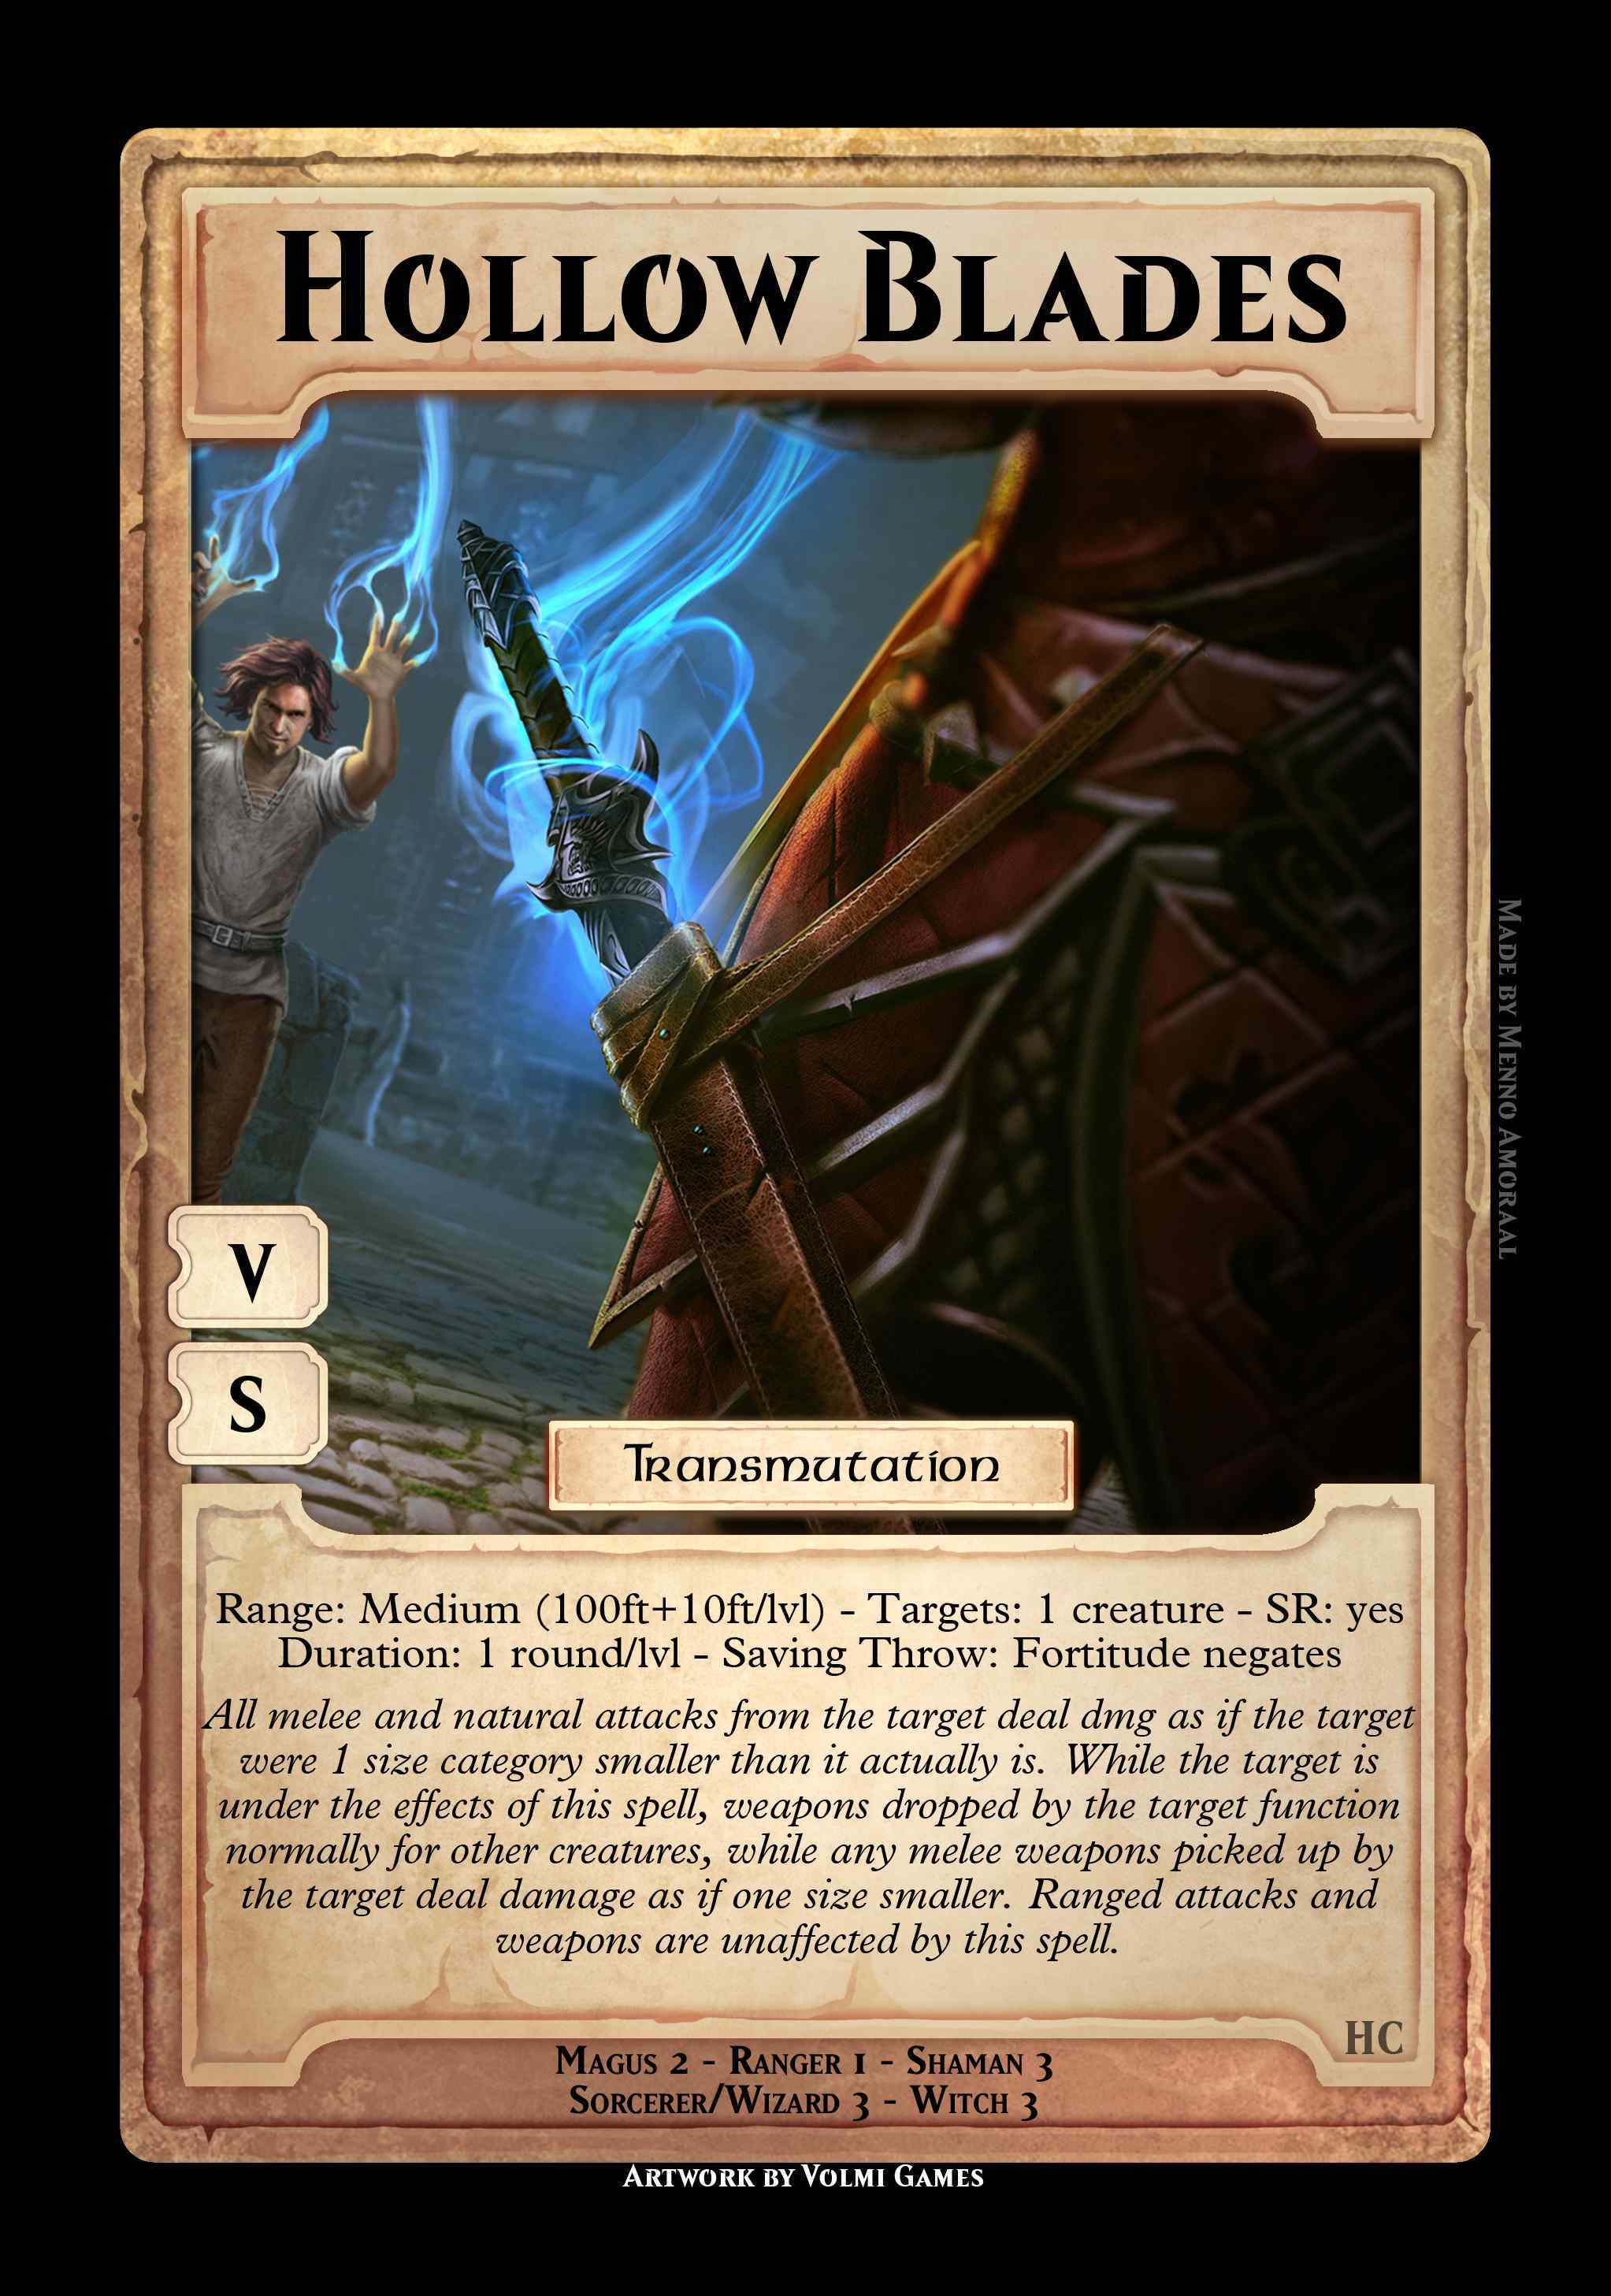 Hollow Blades
V
S
Transmutation
Range: Medium (100ft+10ft/lvl) - Targets: 1 creature - SR: yes
Duration: 1 round/lvl - Saving Throw: Fortitude negates
All melee and natural attacks from the target deal dmg as if the target
were 1 size category smaller than it actually is. While the target is
under the effects of this spell, weapons dropped by the target function
normally for other creatures, while any melee weapons picked up by
the target deal damage as if one size smaller. Ranged attacks and
weapons are unaffected by this spell.
HC
Magus 2 - Ranger 1 - Shaman 3
Sorcerer/Wizard 3 - Witch 3
Artwork by Volmi Games
Made by Menno Amoraal